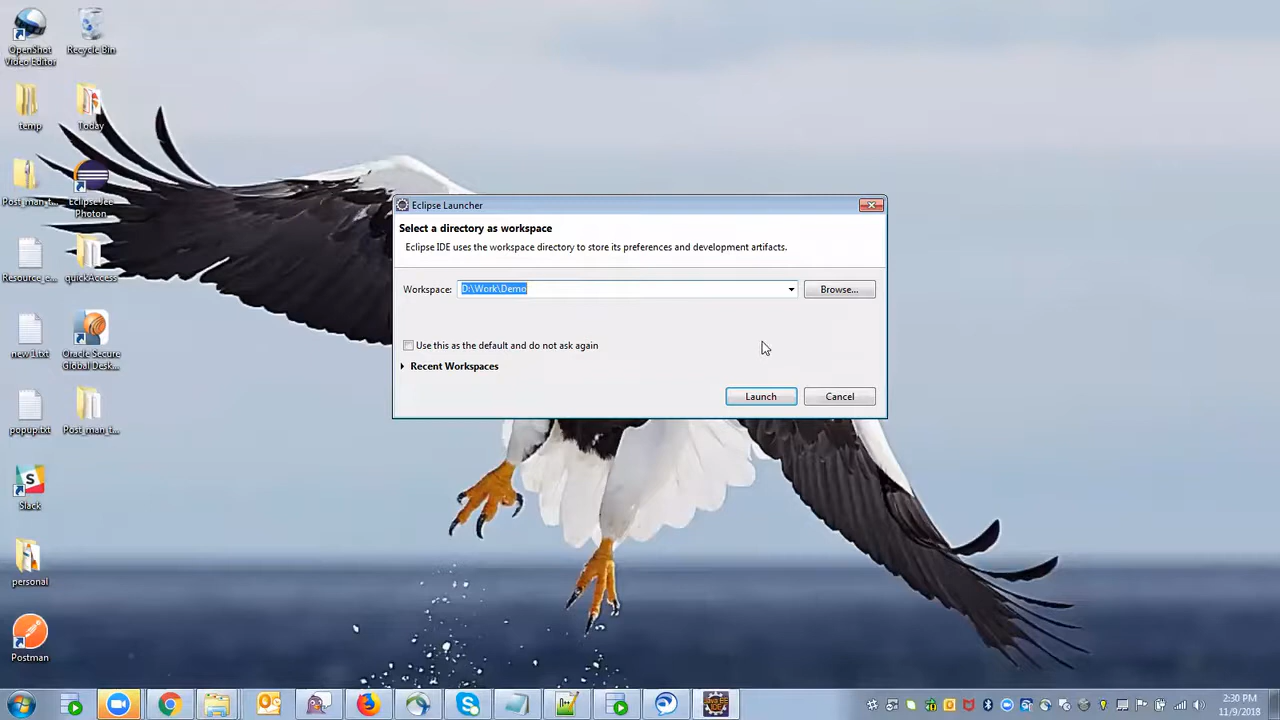 OpenShot
Video Editor
Recycle Bin
temp
Today
Post_man_t...
Eclipse Jee
Photon
Resource_e...
quickAccess
new 1.txt
Oracle Secure
Global Desk...
popup.txt
Post_man_t...
Slack
personal
Postman
Eclipse Launcher
Select a directory as workspace
Eclipse IDE uses the workspace directory to store its preferences and development artifacts.
Workspace:
D:\Work\Demo
Browse...
Use this as the default and do not ask again
Recent Workspaces
Launch
Cancel
2:30 PM
11/9/2018